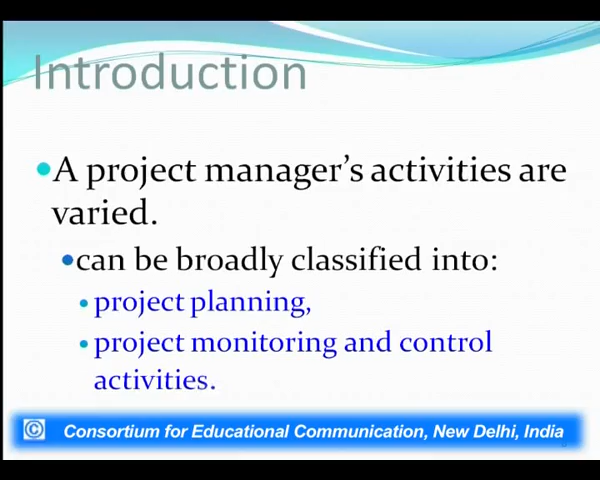 Introduction
•A project manager's activities are
varied.
•can be broadly classified into:
•project planning,
•project monitoring and control
activities.
© Consortium for Educational Communication, New Delhi, India